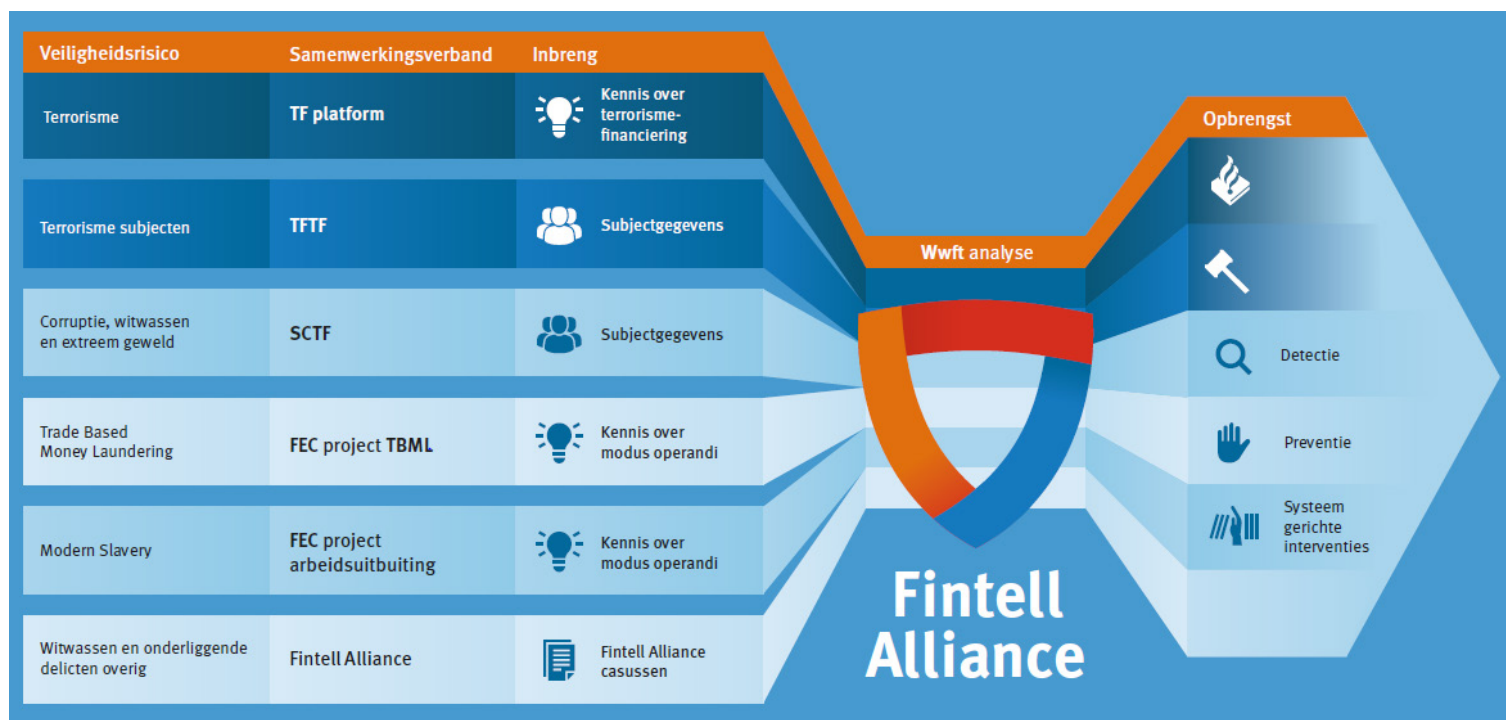 Veiligheidsrisico
Samenwerkingsverband
Inbreng
Terrorisme
TF platform
Kennis over
terrorisme-
financiering
Terrorisme subjecten
TFTF
Subjectgegevens
Corruptie, witwassen
en extreem geweld
SCTF
Subjectgegevens
Trade Based
Money Laundering
FEC project TBML
Kennis over
modus operandi
Modern Slavery
FEC project
arbeidsuitbuiting
Kennis over
modus operandi
Witwassen en onderliggende
delicten overig
Fintell Alliance
Fintell Alliance
casussen
Wwft analyse
Fintell
Alliance
Opbrengst
Detectie
Preventie
Systeem
gerichte
interventies